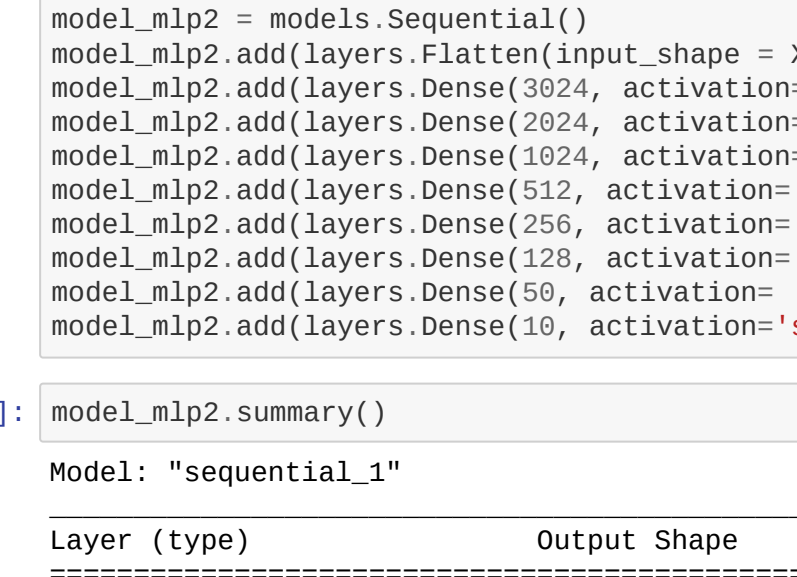 model_mlp2 = models.Sequential()
model_mlp2.add(layers.Flatten(input_shape =
model_mlp2.add(layers.Dense(3024, activation=
model_mlp2.add(layers.Dense(2024, activation=
model_mlp2.add(layers.Dense(1024, activation=
model_mlp2.add(layers.Dense(512, activation=
model_mlp2.add(layers.Dense(256, activation=
model_mlp2.add(layers.Dense(128, activation=
model_mlp2.add(layers.Dense(50, activation=
model_mlp2.add(layers.Dense(10, activation='s
]: model_mlp2.summary()
Model: "sequential_1"
Layer (type) Output Shape